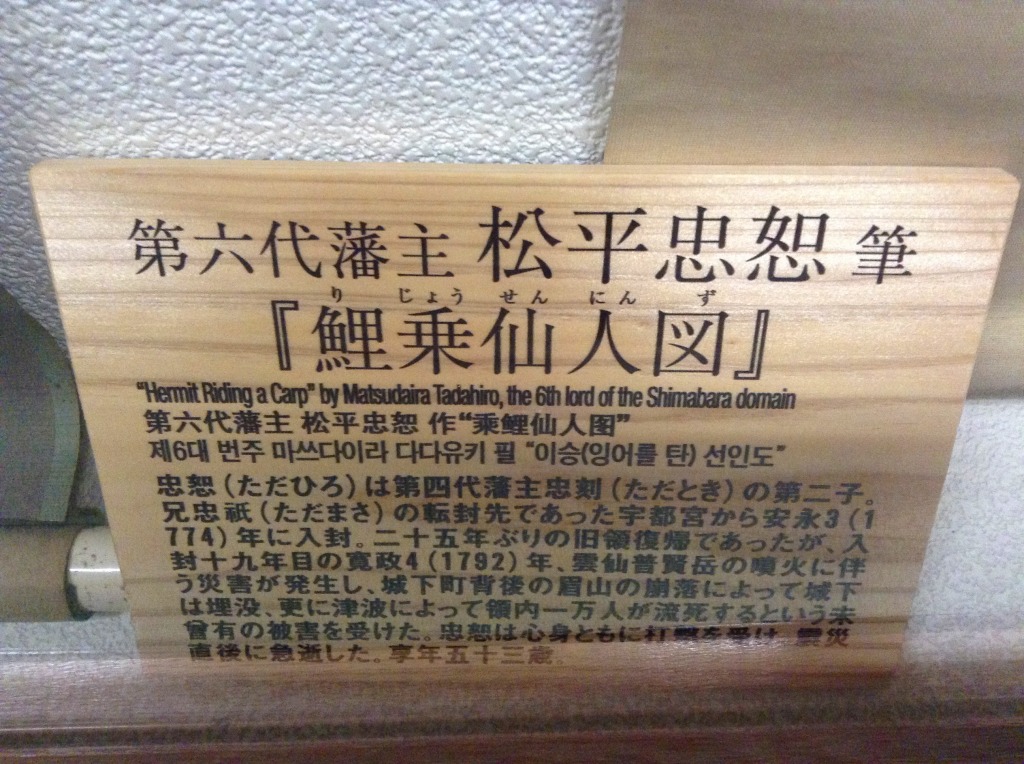 第六代藩主 松平忠恕 筆
り じょう せん にん ず
『鯉乗仙人図』
"Hermit Riding a Carp" by Matsudaira Tadahiro, the 6th lord of the Shimabara domain
第六代藩主 松平忠恕 作“乘鲤仙人图”
제6대 번주 마쓰다이라 다다유키 필 “이승(잉어를 탄) 선인도”
忠恕(ただひろ)は第四代藩主忠刻(ただとき)の第二子。
兄忠祇(ただまさ)の転封先であった宇都宮から安永3(1
774)年に入封。二十五年ぶりの旧領復帰であったが、入
封十九年目の寛政4(1792)年、雲仙普賢岳の噴火に伴
う災害が発生し、城下町背後の眉山の崩落によって城下
は埋没、更に津波によって領内一万人が流死するという未
曾有の被害を受けた。忠恕は心身ともに打撃を受け、震災
直後に急逝した。享年五十三歳。